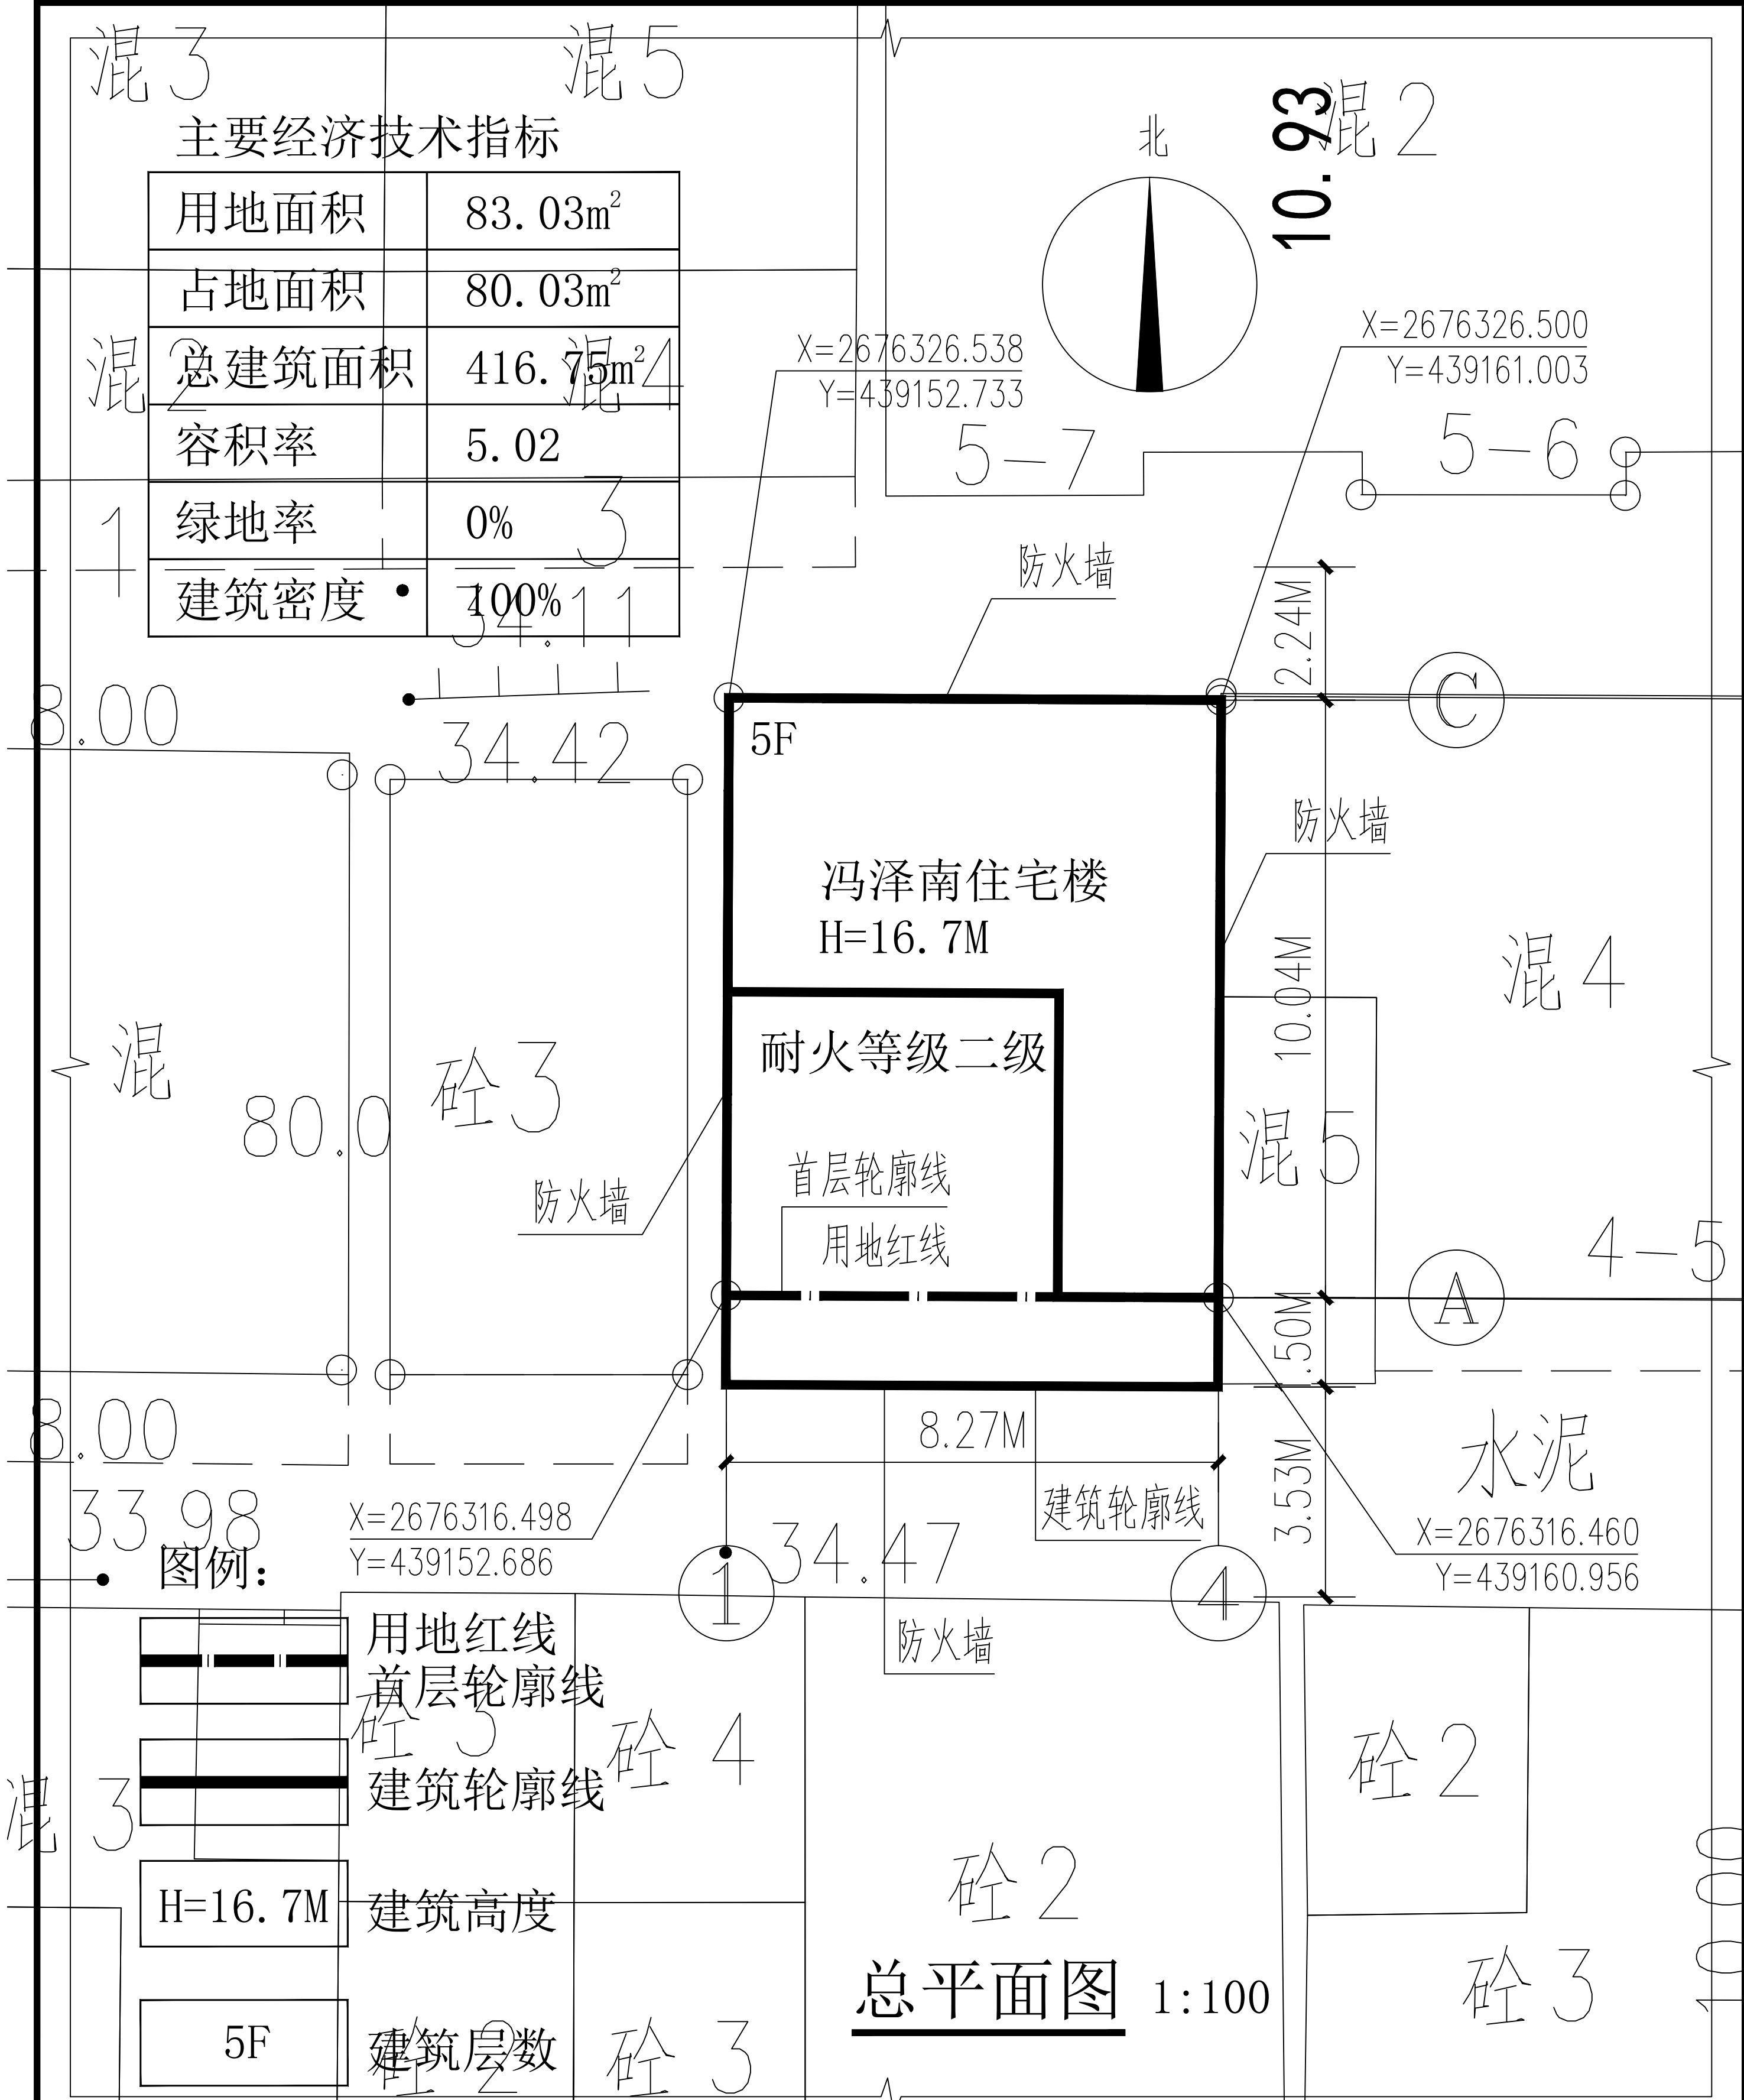 混 3
混 5
混 2
10.93
北
主要经济技术指标
用地面积 83.03m²
占地面积 80.03m²
总建筑面积 416.75m²
容积率 5.02
绿地率 0%
建筑密度 100%
混 2
混 4
1
3
34.11
X=2676326.538
Y=439152.733
X=2676326.500
Y=439161.003
5-7
5-6
防火墙
2.24M
8.00
34.42
5F
C
防火墙
冯泽南住宅楼
H=16.7M
10.04M
混 4
耐火等级二级
混
砼3
80.0
混 5
防火墙
首层轮廓线
用地红线
4-5
A
.50M
8.00
8.27M
3.53M
水泥
建筑轮廓线
33.98
X=2676316.498
Y=439152.686
34.47
X=2676316.460
Y=439160.956
1
4
防火墙
图例:
用地红线
首层轮廓线
建筑轮廓线
H=16.7M 建筑高度
5F 建筑层数
砼 3
砼 4
砼 2
混 3
砼 2
砼 3
10.00
砼 2
砼 3
总平面图 1:100